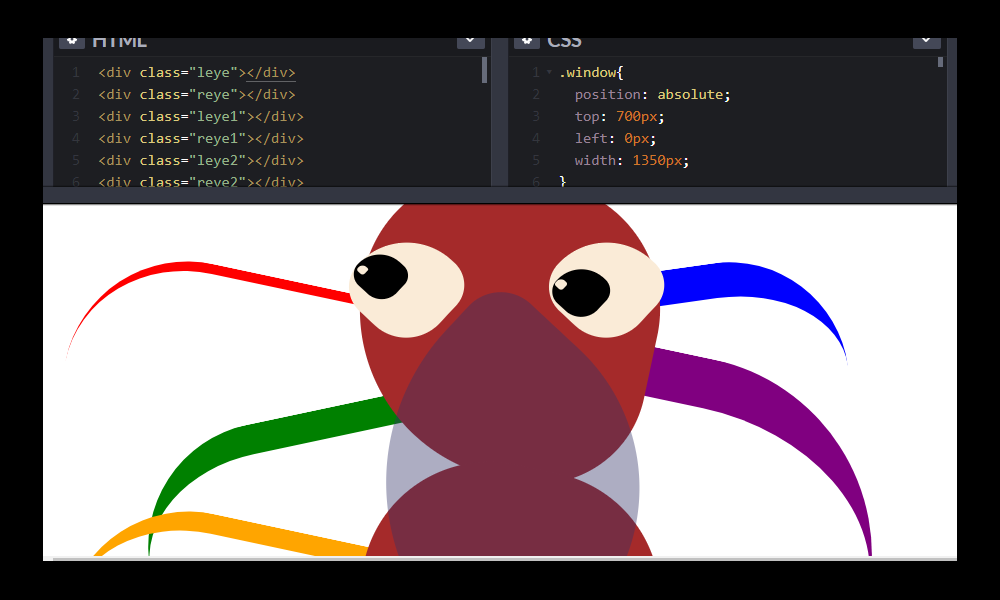 HTML
1 <div class="leye"></div>
2 <div class="reye"></div>
3 <div class="leye1"></div>
4 <div class="reye1"></div>
5 <div class="leye2"></div>
6 <div class="reye2"></div>
CSS
1 .window{
2 position: absolute;
3 top: 700px;
4 left: 0px;
5 width: 1350px;
6 }